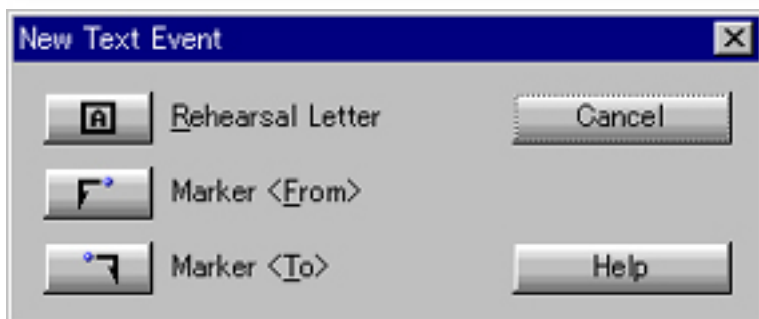 New Text Event
A Rehearsal Letter Cancel
Marker <From>
Marker <To> Help